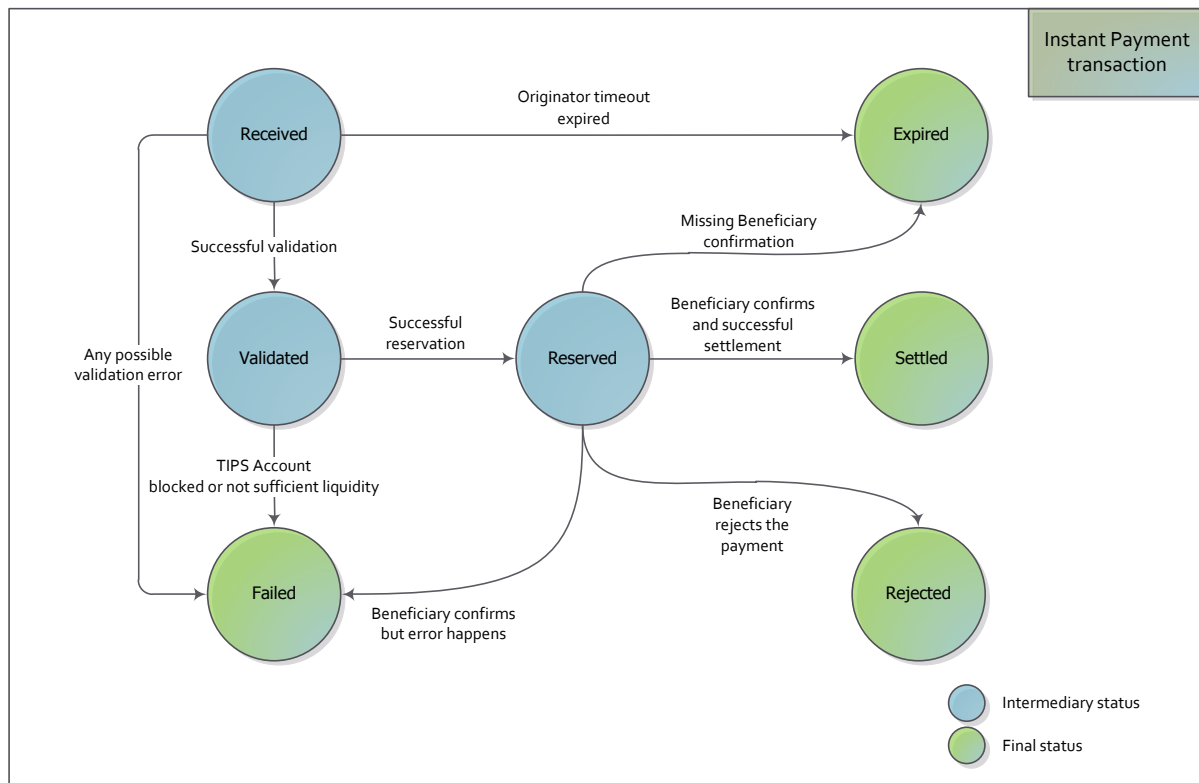 Instant Payment
transaction
Originator timeout
expired
Received
Expired
Missing Beneficiary
confirmation
Successful validation
Beneficiary confirms
and successful
settlement
Successful
reservation
Any possible
validation error
Validated
Reserved
Settled
TIPS Account
blocked or not sufficient liquidity
Beneficiary
rejects the
payment
Failed
Rejected
Beneficiary confirms
but error happens
Intermediary status
Final status